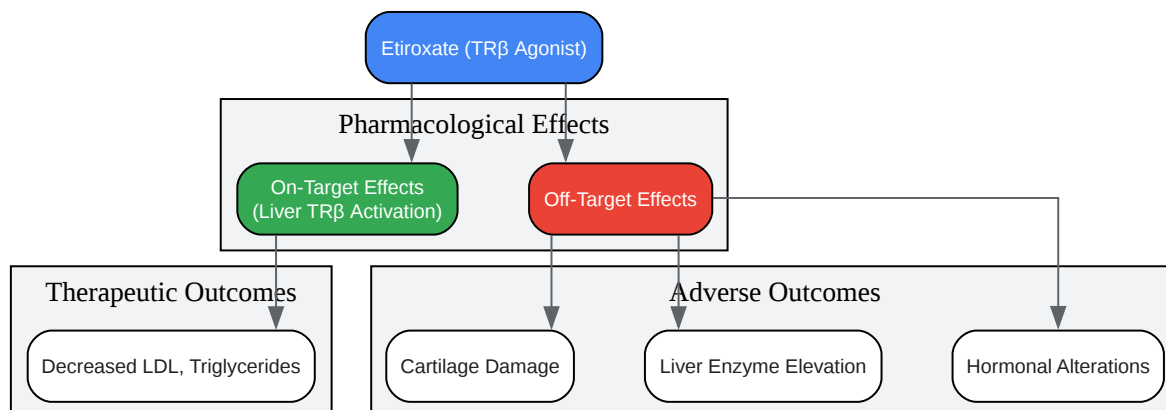 Etiroxate (TRβ Agonist)
Pharmacological Effects
On-Target Effects
(Liver TRβ Activation)
Off-Target Effects
Therapeutic Outcomes
Adverse Outcomes
Decreased LDL, Triglycerides
Cartilage Damage
Liver Enzyme Elevation
Hormonal Alterations